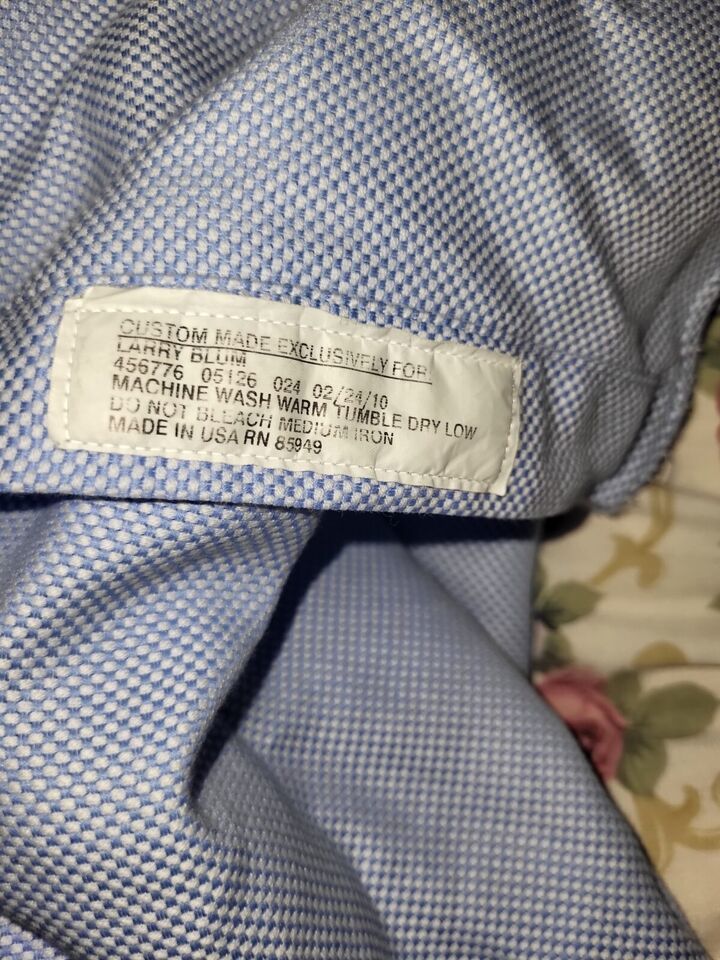 CUSTOM MADE EXCLUSIVELY FOR:
LARRY BLUM
456776 05126 024 02/24/10
MACHINE WASH WARM TUMBLE DRY LOW
DO NOT BLEACH MEDIUM IRON
MADE IN USA RN 85949